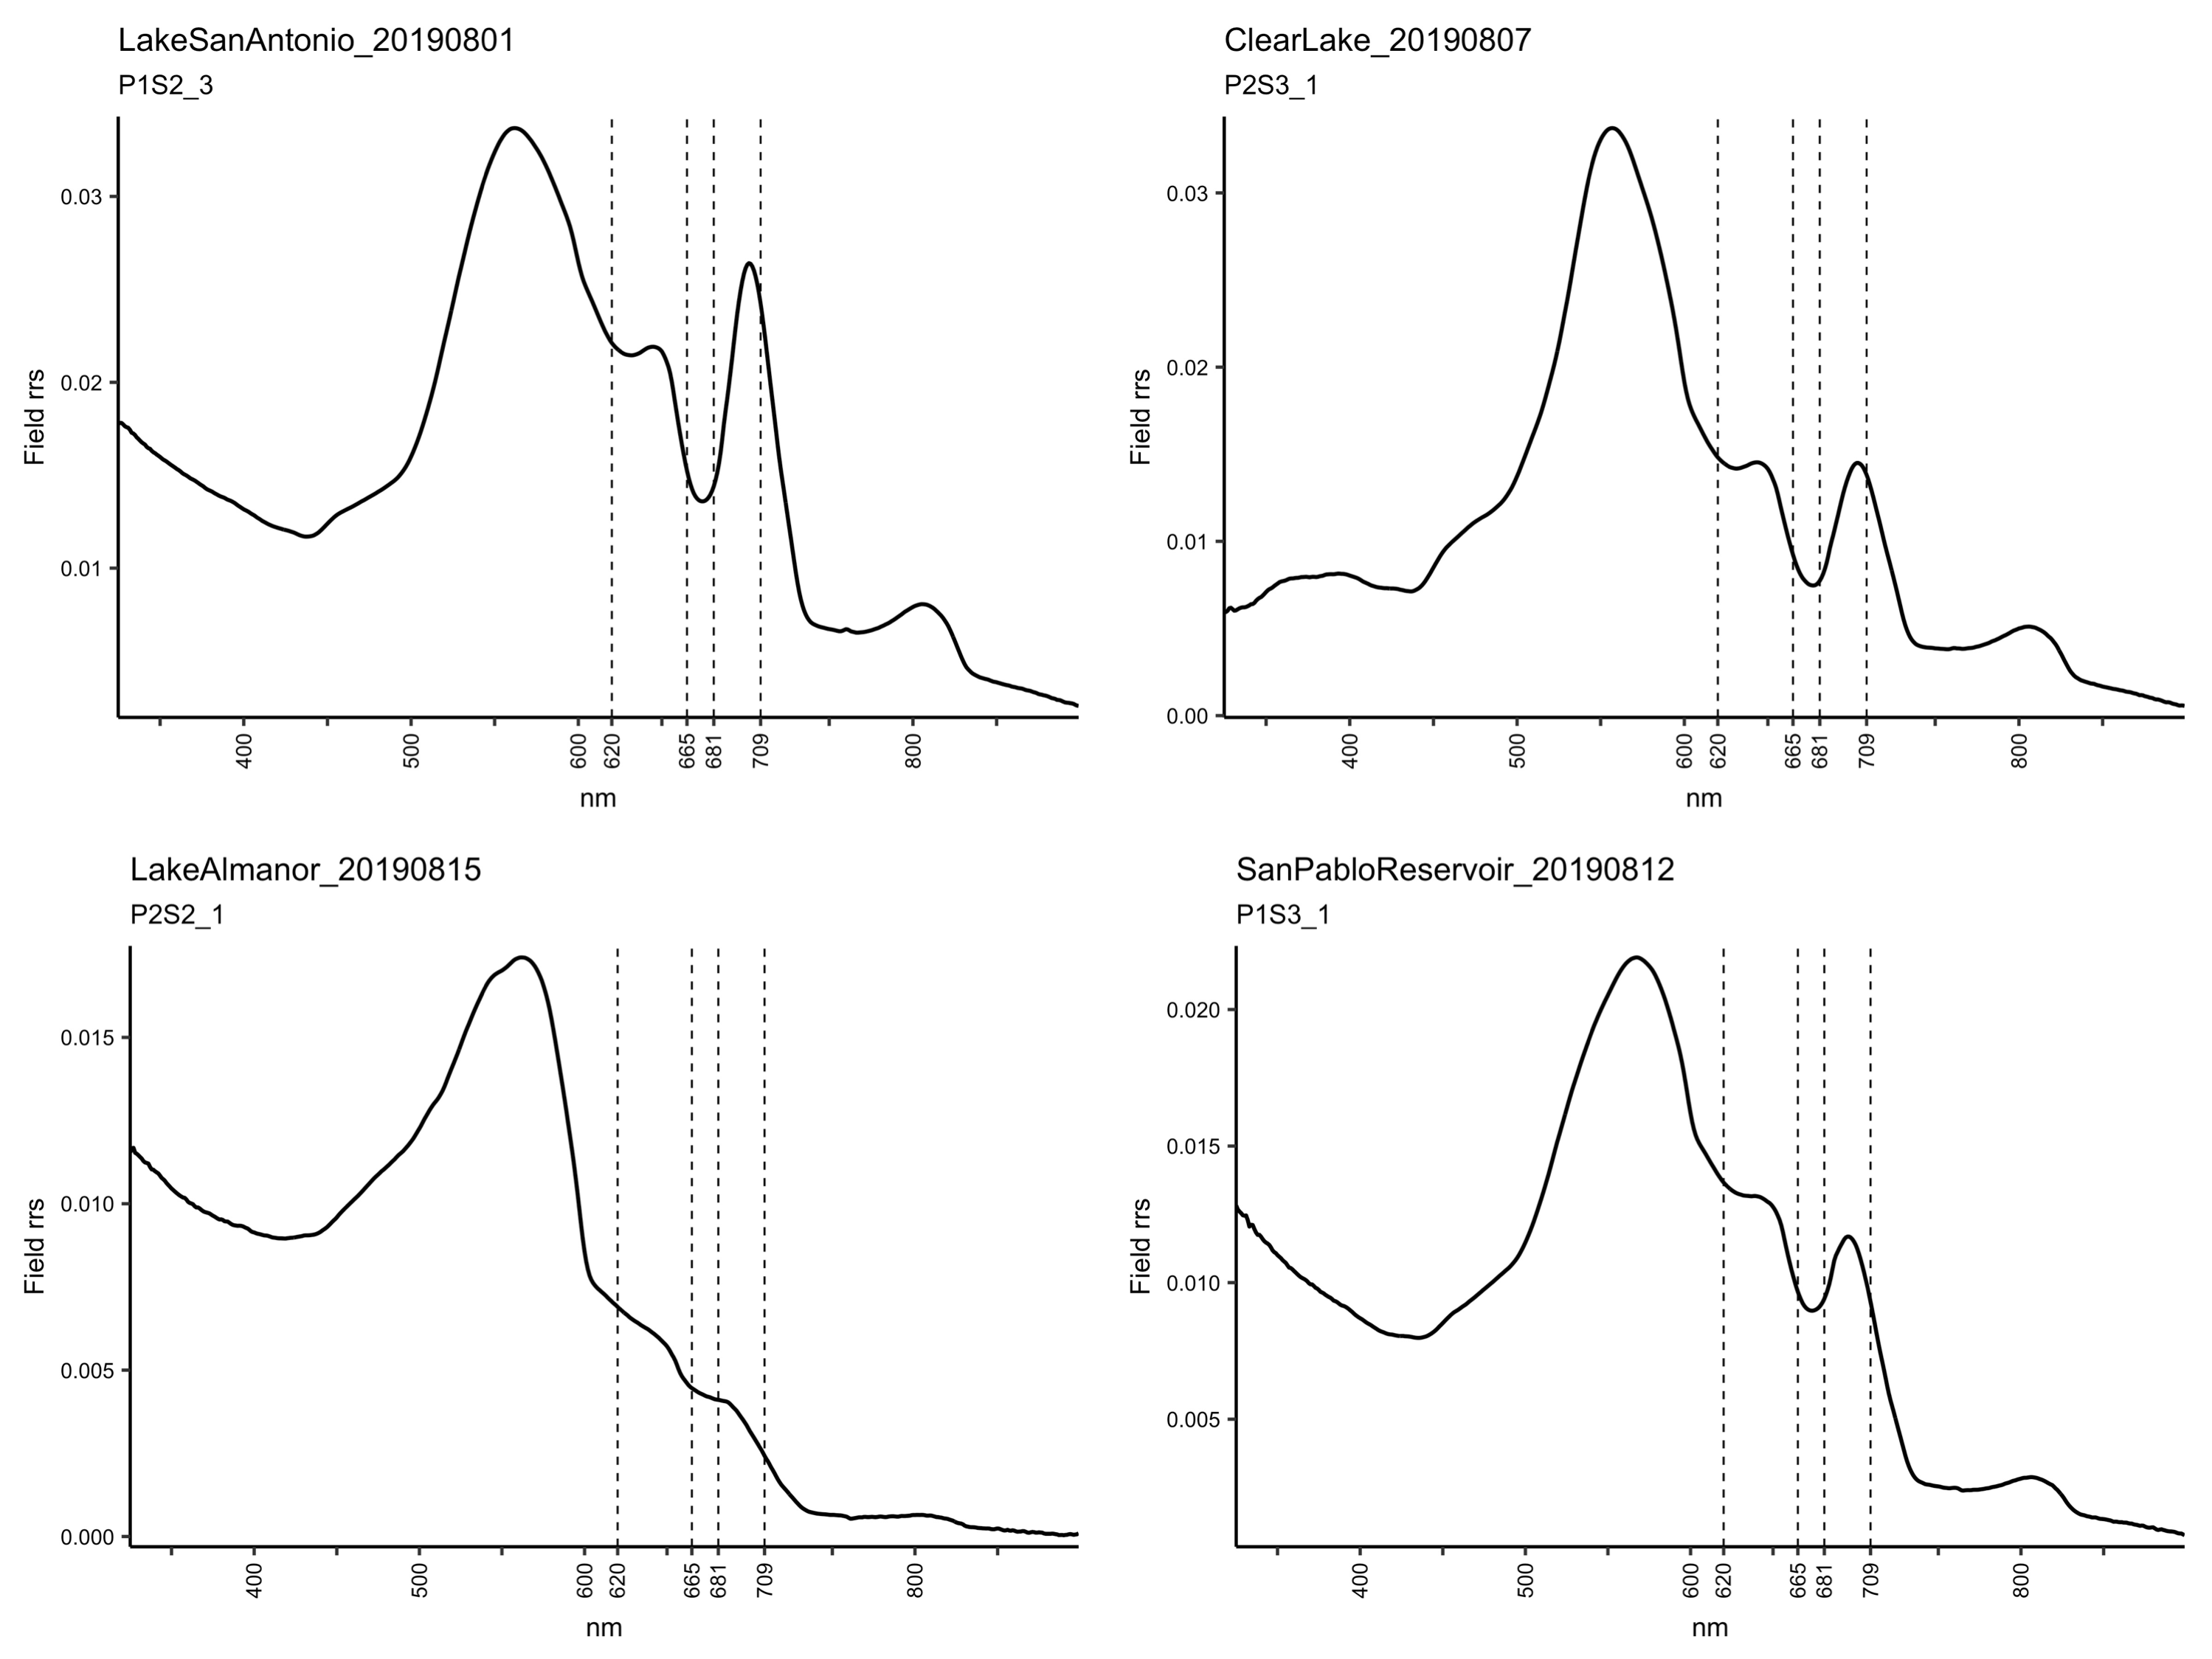 LakeSanAntonio_20190801
P1S2_3
Field rrs
0.03
0.02
0.01
400
500
600
620
665
681
709
800
nm
ClearLake_20190807
P2S3_1
Field rrs
0.03
0.02
0.01
0.00
400
500
600
620
665
681
709
800
nm
LakeAlmanor_20190815
P2S2_1
Field rrs
0.015
0.010
0.005
0.000
400
500
600
620
665
681
709
800
nm
SanPabloReservoir_20190812
P1S3_1
Field rrs
0.020
0.015
0.010
0.005
400
500
600
620
665
681
709
800
nm